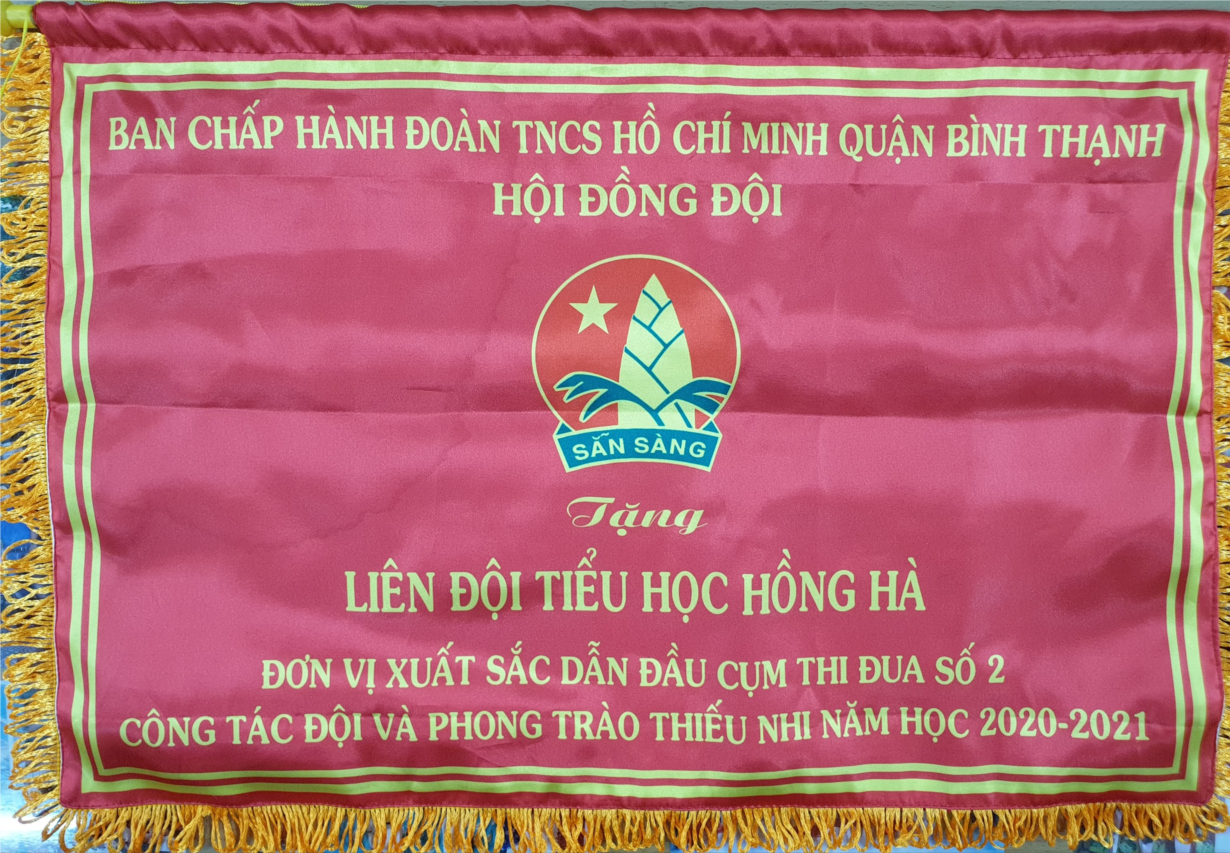 BAN CHẤP HÀNH ĐOÀN TNCS HỒ CHÍ MINH QUẬN BÌNH THẠNH
HỘI ĐỒNG ĐỘI
SẴN SÀNG
Tặng
LIÊN ĐỘI TIỂU HỌC HỒNG HÀ
ĐƠN VỊ XUẤT SẮC DẪN ĐẦU CỤM THI ĐUA SỐ 2
CÔNG TÁC ĐỘI VÀ PHONG TRÀO THIẾU NHI NĂM HỌC 2020-2021